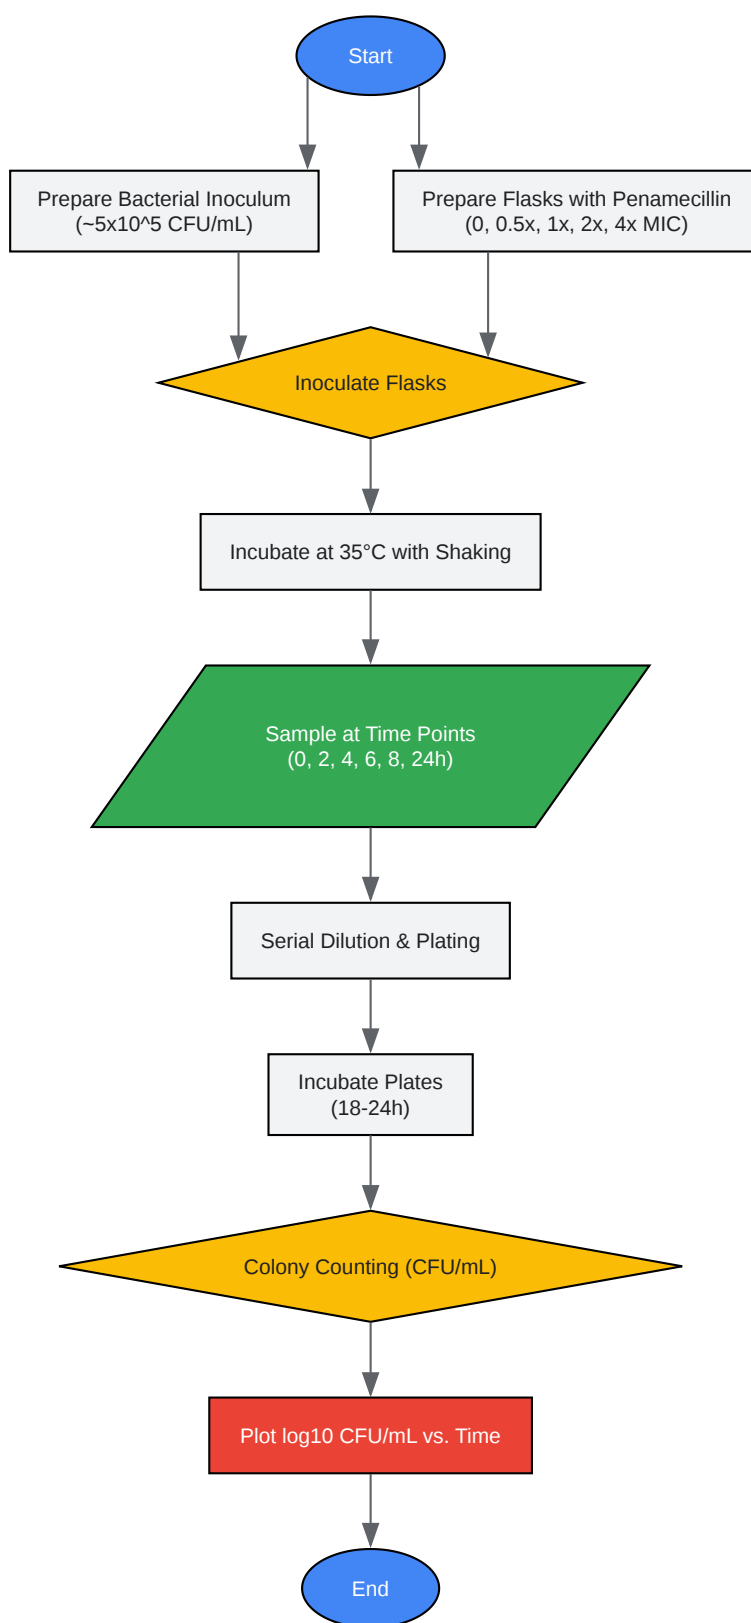 Start
Prepare Bacterial Inoculum
(~5x10^5 CFU/mL)
Prepare Flasks with Penamecillin
(0, 0.5x, 1x, 2x, 4x MIC)
Inoculate Flasks
Incubate at 35°C with Shaking
Sample at Time Points
(0, 2, 4, 6, 8, 24h)
Serial Dilution & Plating
Incubate Plates
(18-24h)
Colony Counting (CFU/mL)
Plot log10 CFU/mL vs. Time
End